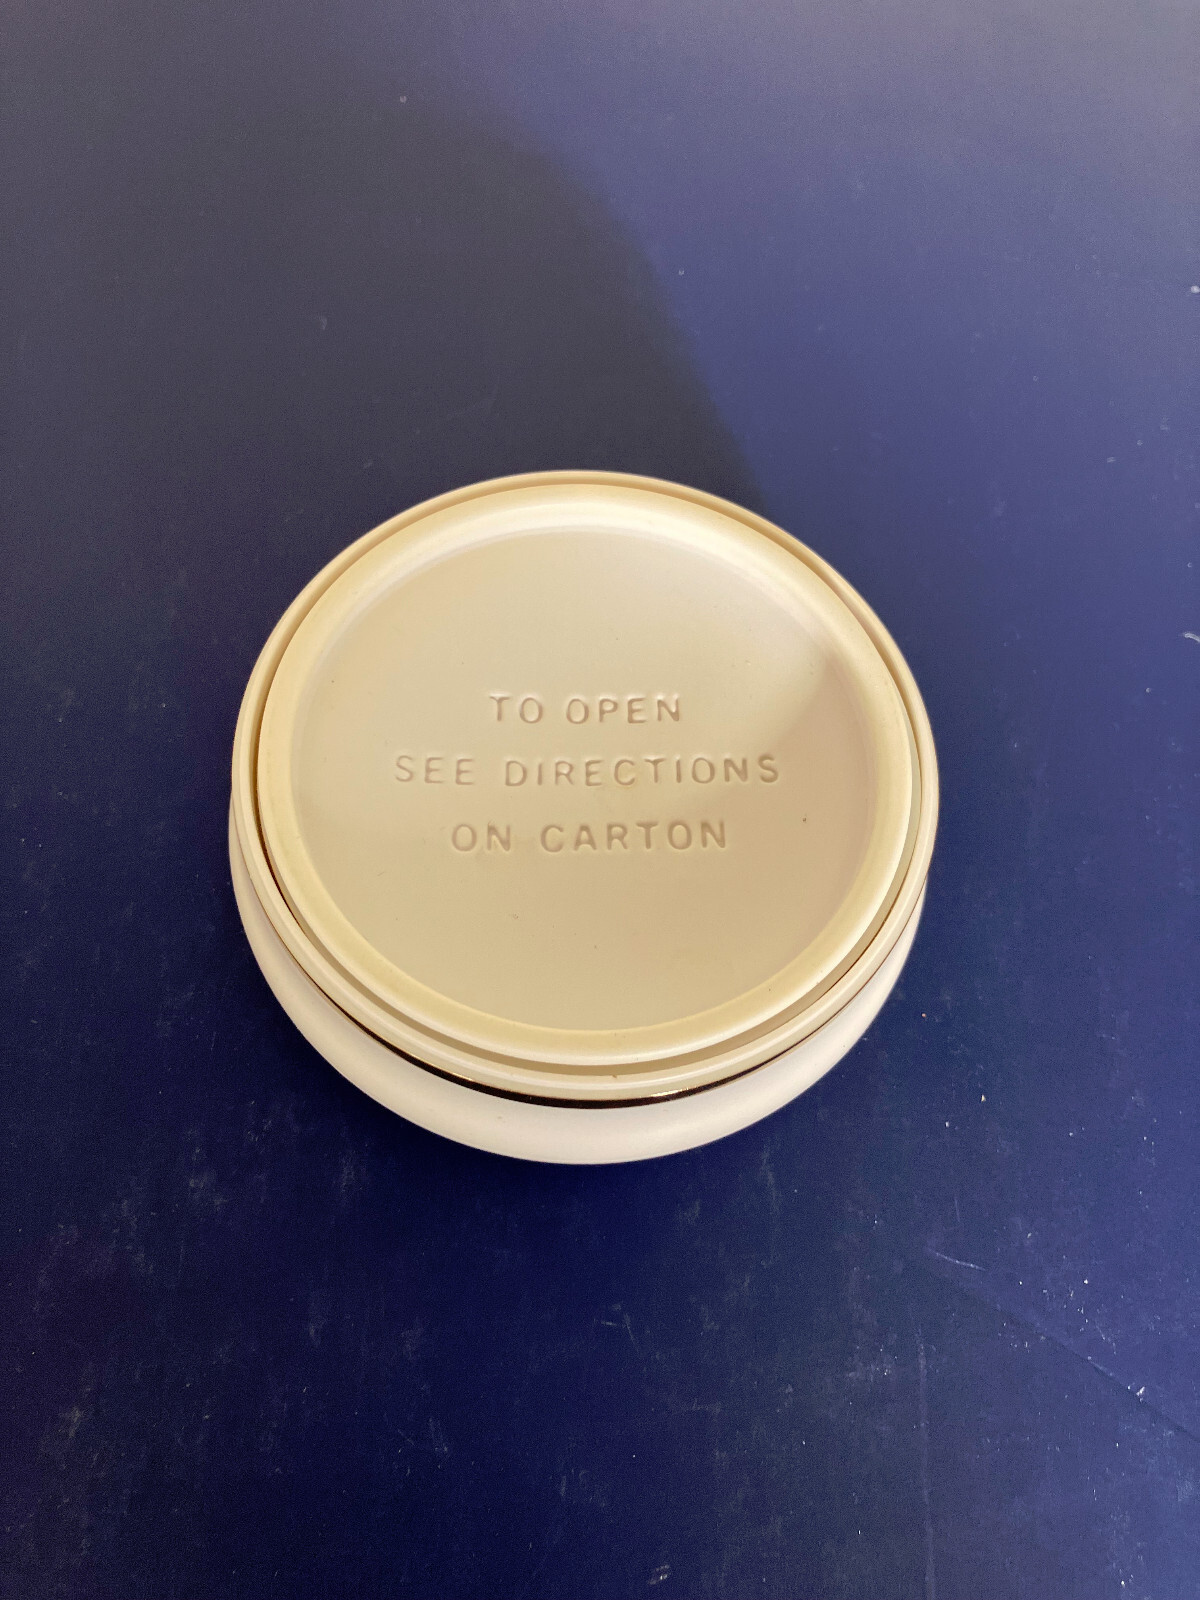 TO OPEN
SEE DIRECTIONS
ON CARTON